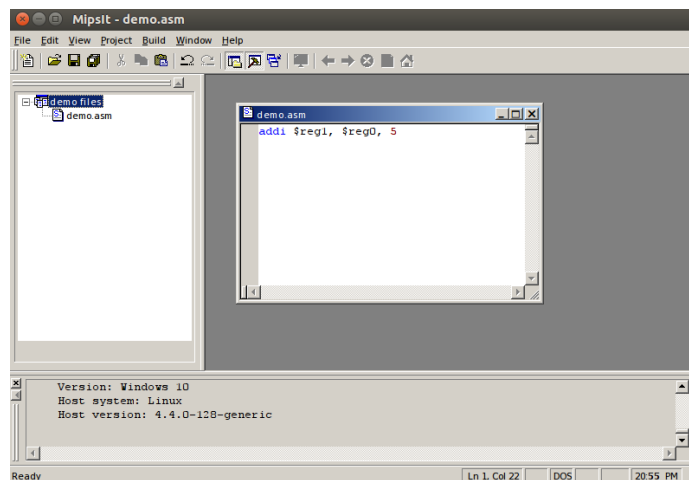 MipsIt - demo.asm
File Edit View Project Build Window Help
demo files
demo.asm
demo.asm
addi $reg1, $reg0, 5
Version: Windows 10
Host system: Linux
Host version: 4.4.0-128-generic
Ready
Ln 1, Col 22
DOS
20:55 PM